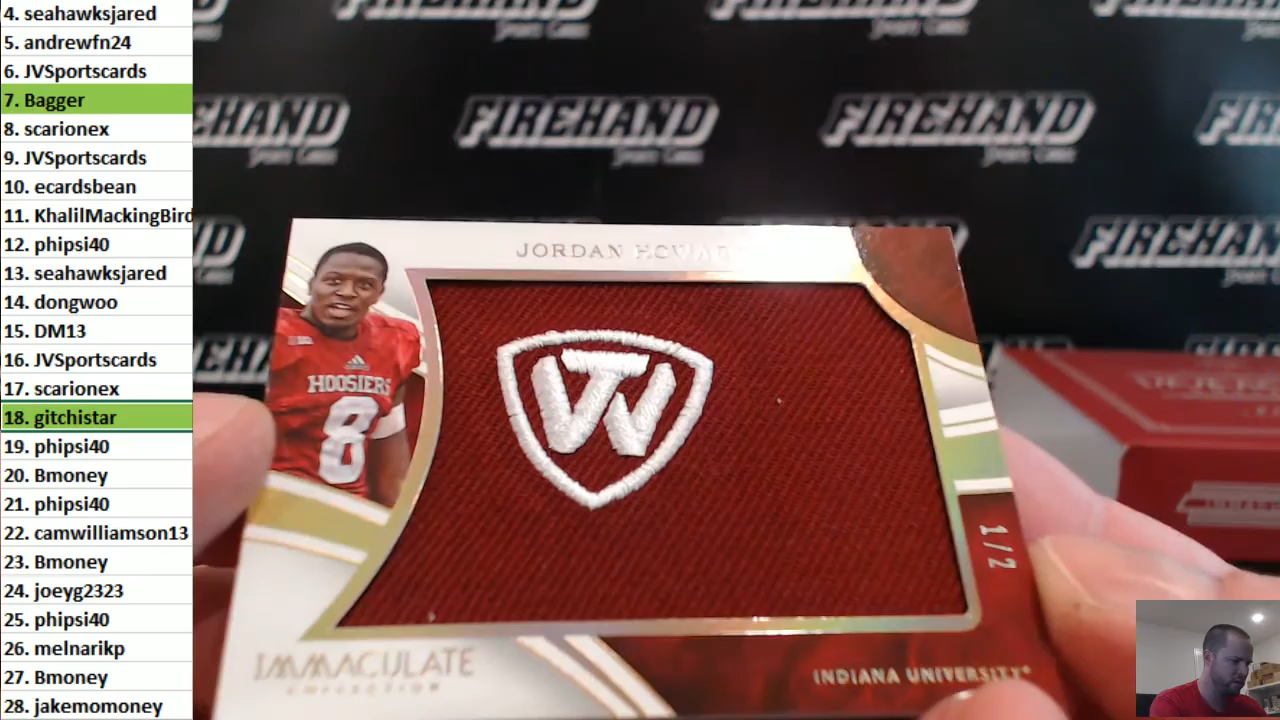 4. seahawksjared
5. andrewfn24
6. JVSportscards
7. Bagger
8. scarionex
9. JVSportscards
10. ecardsbean
11. KhalilMackingBird
12. phipsi40
13. seahawksjared
14. dongwoo
15. DM13
16. JVSportscards
17. scarionex
18. gitchistar
19. phipsi40
20. Bmoney
21. phipsi40
22. camwilliamson13
23. Bmoney
24. joeyg2323
25. phipsi40
26. melnarikp
27. Bmoney
28. jakemomoney
FIREHAND
FIREHAND
FIREHAND
JORDAN HOWARD
HOOSIERS
8
1/2
IMMACULATE
COLLECTION
INDIANA UNIVERSITY